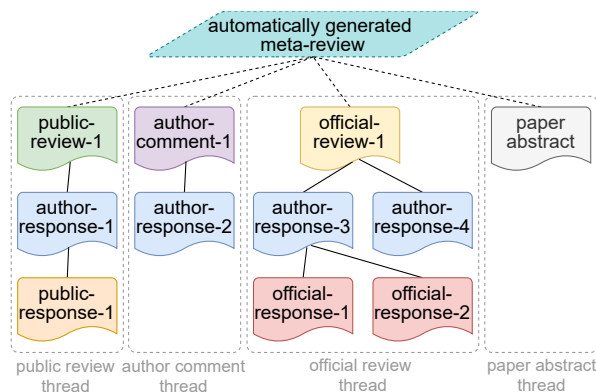 automatically generated
meta-review
public-
review-1
author-
comment-1
official-
review-1
paper
abstract
author-
response-1
author-
response-2
author-
response-3
author-
response-4
public-
response-1
official-
response-1
official-
response-2
public review
thread
author comment
thread
official review
thread
paper abstract
thread